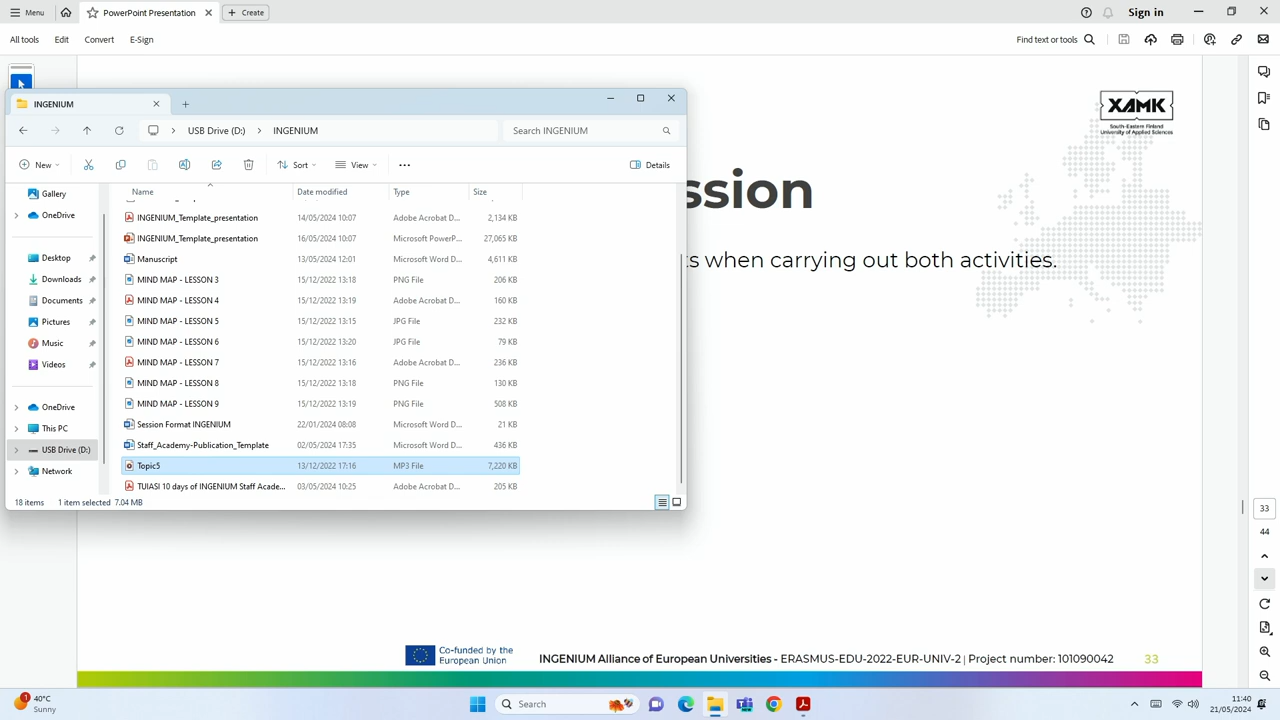 Menu
PowerPoint Presentation
Create
Sign in
All tools
Edit
Convert
E-Sign
Find text or tools
INGENIUM
USB Drive (D:)
INGENIUM
Search INGENIUM
New
Sort
View
Details
Gallery
OneDrive
Desktop
Downloads
Documents
Pictures
Music
Videos
OneDrive
This PC
USB Drive (D:)
Network
Name Date modified Type Size
INGENIUM_Template_presentation 14/05/2024 10:07 Adobe Acrobat D... 2,134 KB
INGENIUM_Template_presentation 16/05/2024 10:07 Microsoft PowerP... 27,065 KB
Manuscript 13/05/2024 12:01 Microsoft Word D... 4,611 KB
MIND MAP - LESSON 3 15/12/2022 13:18 PNG File 206 KB
MIND MAP - LESSON 4 15/12/2022 13:19 Adobe Acrobat D... 160 KB
MIND MAP - LESSON 5 15/12/2022 13:15 JPG File 232 KB
MIND MAP - LESSON 6 15/12/2022 13:20 JPG File 79 KB
MIND MAP - LESSON 7 15/12/2022 13:16 Adobe Acrobat D... 236 KB
MIND MAP - LESSON 8 15/12/2022 13:18 PNG File 130 KB
MIND MAP - LESSON 9 15/12/2022 13:19 PNG File 508 KB
Session Format INGENIUM 22/01/2024 08:08 Microsoft Word D... 21 KB
Staff_Academy-Publication_Template 02/05/2024 17:35 Microsoft Word D... 436 KB
Topic5 13/12/2022 17:16 MP3 File 7,220 KB
TUIASI 10 days of INGENIUM Staff Acade... 03/05/2024 10:25 Adobe Acrobat D... 205 KB
18 items 1 item selected 7.04 MB
XAMK
South-Eastern Finland
University of Applied Sciences
ssion
ts when carrying out both activities.
33
44
Co-funded by the
European Union
INGENIUM Alliance of European Universities - ERASMUS-EDU-2022-EUR-UNIV-2 | Project number: 101090042
33
1
40°C
Sunny
Search
11:40
21/05/2024